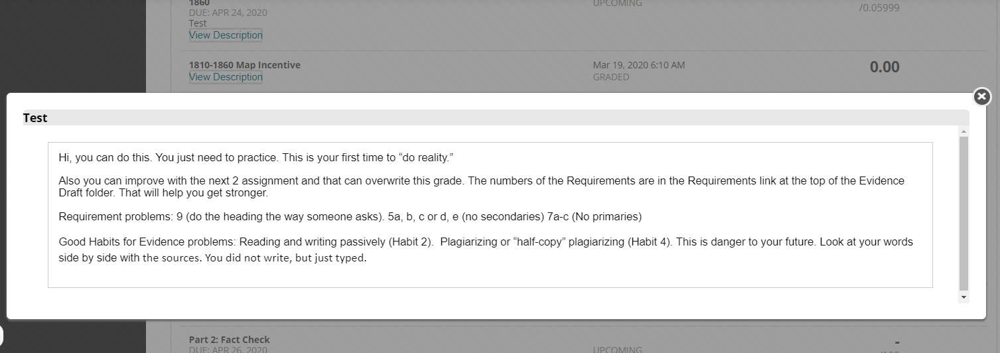 1860
UPCOMING
/0.05999
DUE: APR 24, 2020
Test
View Description
1810-1860 Map Incentive
Mar 19, 2020 6:10 AM
0.00
View Description
GRADED
Test
Hi, you can do this. You just need to practice. This is your first time to “do reality.”
Also you can improve with the next 2 assignment and that can overwrite this grade. The numbers of the Requirements are in the Requirements link at the top of the Evidence
Draft folder. That will help you get stronger.
Requirement problems: 9 (do the heading the way someone asks). 5a, b, c or d, e (no secondaries) 7a-c (No primaries)
Good Habits for Evidence problems: Reading and writing passively (Habit 2).  Plagiarizing or “half-copy” plagiarizing (Habit 4). This is danger to your future. Look at your words
side by side with the sources. You did not write, but just typed.
Part 2: Fact Check
-
DUE: APR 26, 2020
UPCOMING
/100